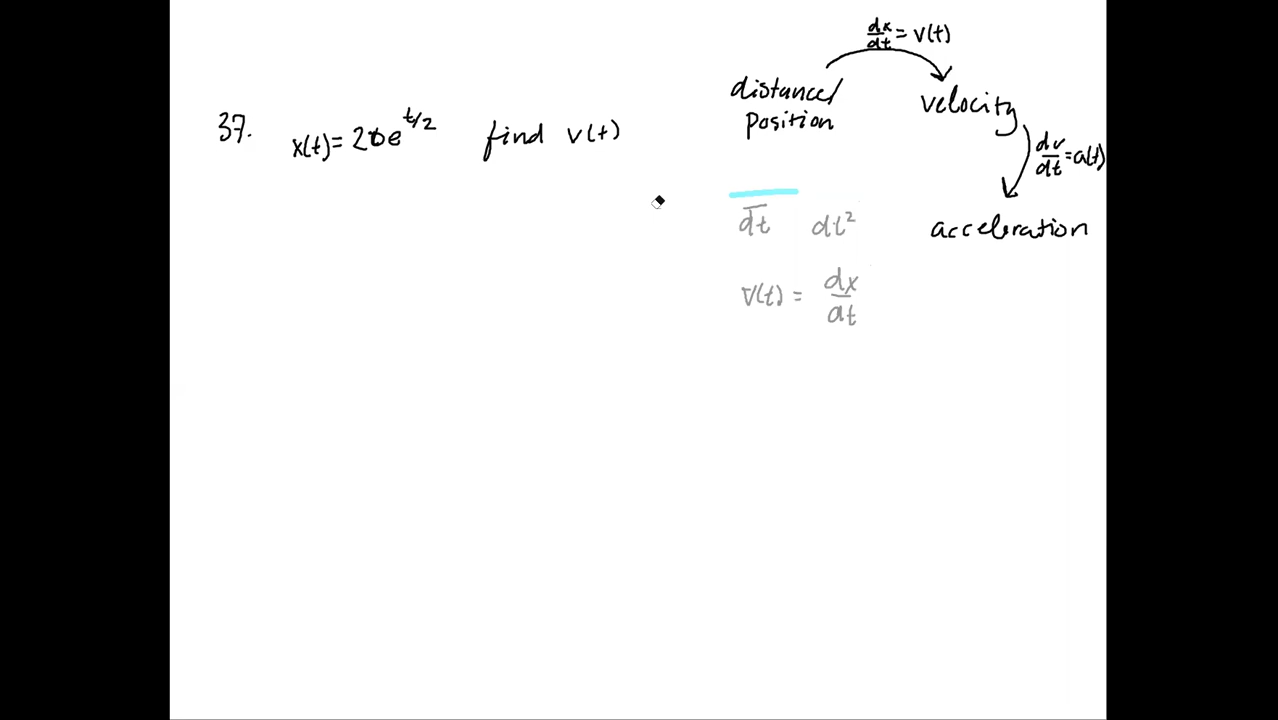 37. x(t) = 20e^{t/2} find v(t)
dx/dt = v(t)
distance/
position
velocity
dv/dt = a(t)
acceleration
dt dt²
v(t) = dx/dt